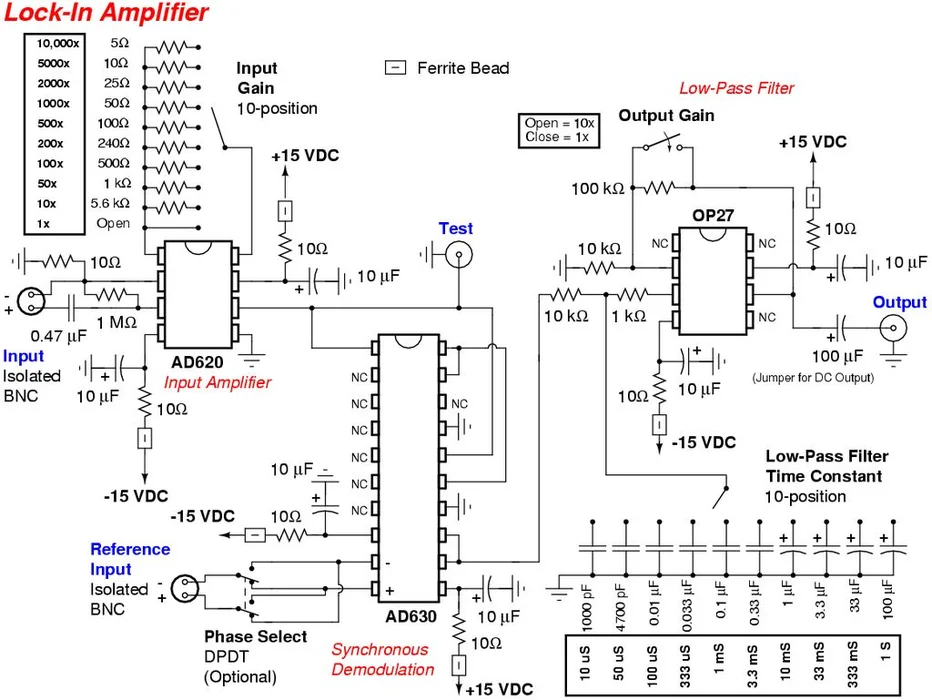 Lock-In Amplifier
10,000x 5Ω
5000x 10Ω
2000x 25Ω
1000x 50Ω
500x 100Ω
200x 240Ω
100x 500Ω
50x 1 kΩ
10x 5.6 kΩ
1x Open
Input
Gain
10-position
Ferrite Bead
+15 VDC
10Ω
10 µF
10Ω
-
+
1 MΩ
0.47 µF
Input
Isolated
BNC
AD620
Input Amplifier
+
10 µF
10Ω
-15 VDC
+
Test
Low-Pass Filter
Output Gain
Open = 10x
Close = 1x
100 kΩ
+15 VDC
OP27
NC
NC
NC
10Ω
10 µF
+
10 kΩ
10 kΩ
1 kΩ
Output
+
100 µF
(Jumper for DC Output)
+
10 µF
10Ω
-15 VDC
NC
NC
NC
NC
NC
NC
NC
10 µF
+
-15 VDC
10Ω
-
+
AD630
Synchronous
Demodulation
Reference
Input
Isolated
BNC
-
+
Phase Select
DPDT
(Optional)
+
10 µF
10Ω
+15 VDC
Low-Pass Filter
Time Constant
10-position
+
+
+
+
1000 pF
4700 pF
0.01 µF
0.033 µF
0.1 µF
0.33 µF
1 µF
3.3 µF
33 µF
100 µF
10 uS
50 uS
100 uS
333 uS
1 mS
3.3 mS
10 mS
33 mS
333 mS
1 S